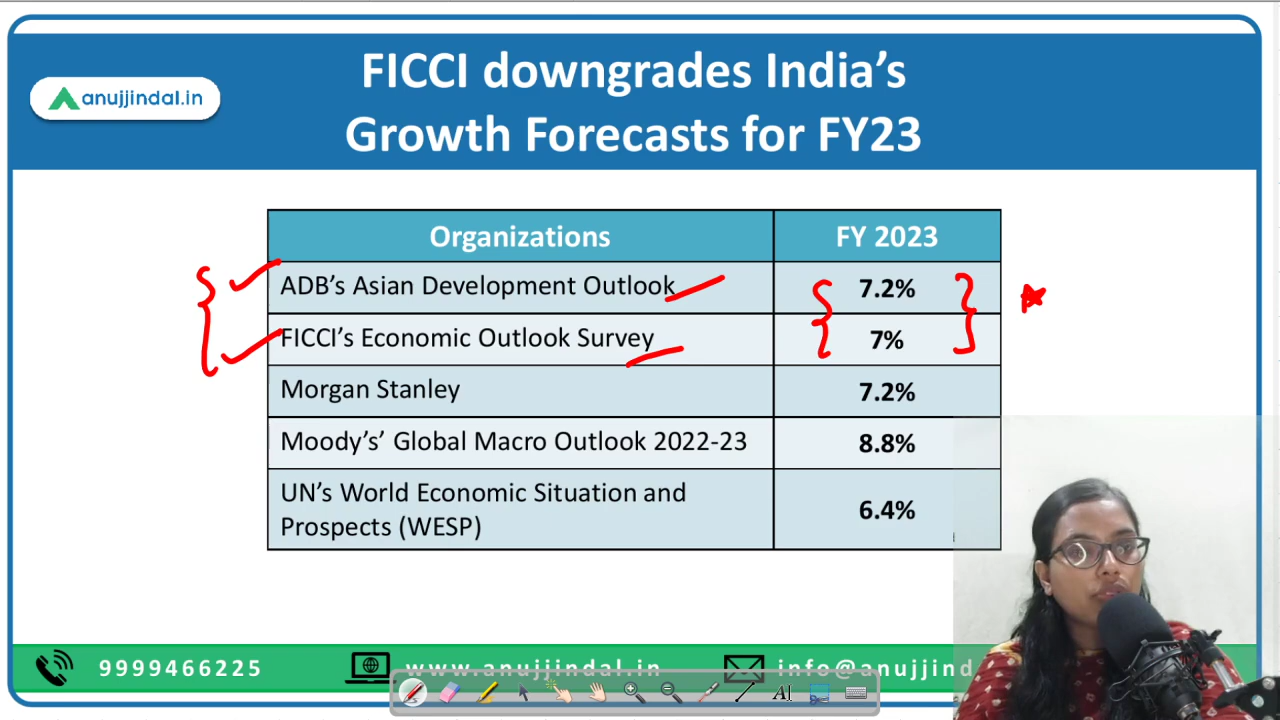 FICCI downgrades India's
Growth Forecasts for FY23
anujjindal.in
Organizations FY 2023
ADB's Asian Development Outlook 7.2%
FICCI's Economic Outlook Survey 7%
Morgan Stanley 7.2%
Moody's' Global Macro Outlook 2022-23 8.8%
UN's World Economic Situation and
Prospects (WESP) 6.4%
9999466225 www.anujjindal.in info@anujjind
A